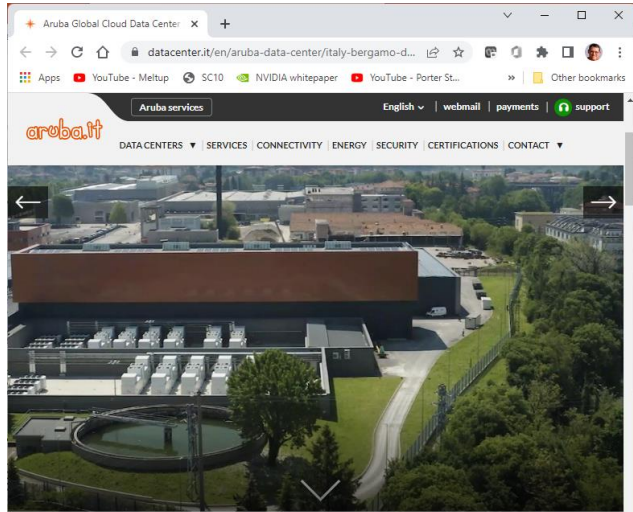 Aruba Global Cloud Data Center
datacenter.it/en/aruba-data-center/italy-bergamo-d...
Apps YouTube - Meltup SC10 NVIDIA whitepaper YouTube - Porter St... » Other bookmarks
Aruba services English webmail | payments | support
aruba.it
DATA CENTERS ▼ | SERVICES | CONNECTIVITY | ENERGY | SECURITY | CERTIFICATIONS | CONTACT ▼